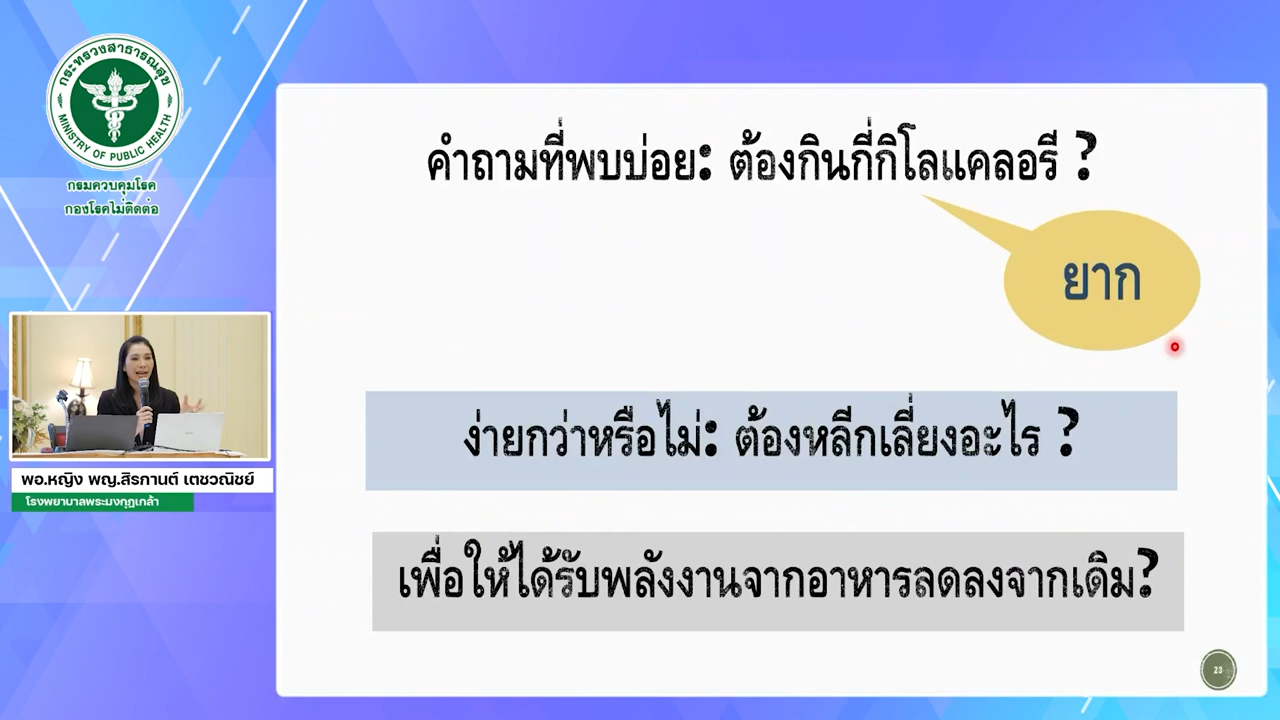 กระทรวงสาธารณสุข
MINISTRY OF PUBLIC HEALTH
กรมควบคุมโรค
กองโรคไม่ติดต่อ
คำถามที่พบบ่อย: ต้องกินกี่กิโลแคลอรี ?
ยาก
ง่ายกว่าหรือไม่: ต้องหลีกเลี่ยงอะไร ?
เพื่อให้ได้รับพลังงานจากอาหารลดลงจากเดิม?
พอ.หญิง พญ.สิรกานต์ เตชวณิชย์
โรงพยาบาลพระมงกุฎเกล้า
23